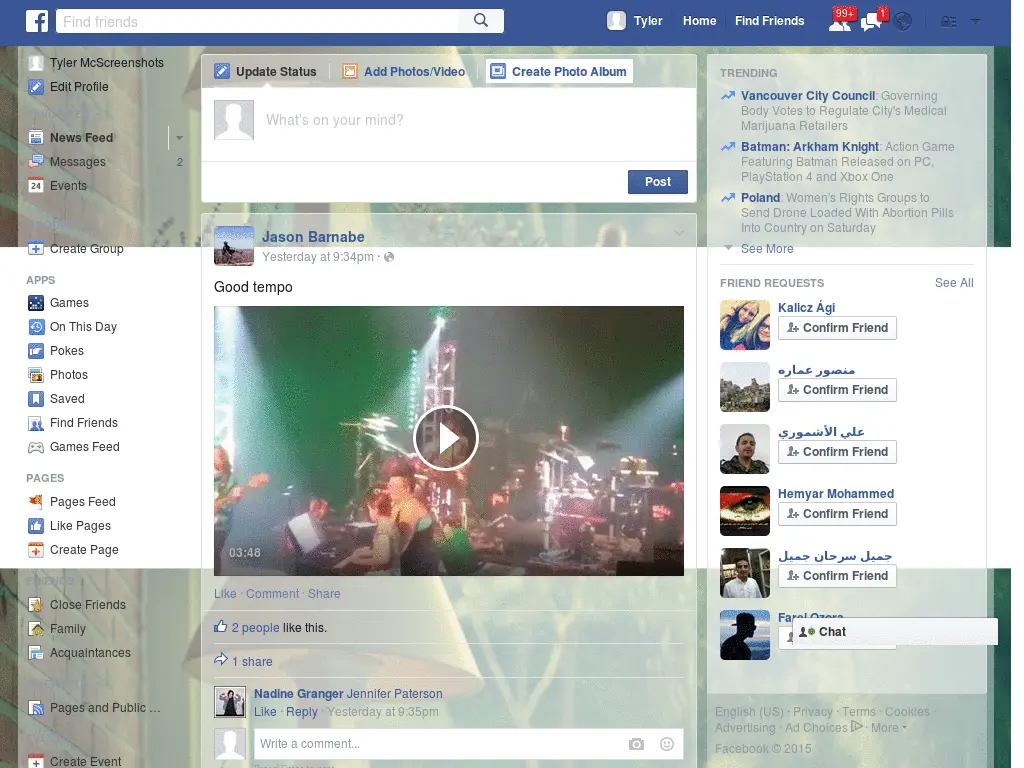 Find friends
Tyler
Home
Find Friends
99+
1
Tyler McScreenshots
Edit Profile
News Feed
Messages
2
24
Events
Create Group
APPS
Games
On This Day
Pokes
Photos
Saved
Find Friends
Games Feed
PAGES
Pages Feed
Like Pages
Create Page
FRIENDS
Close Friends
Family
Acquaintances
Pages and Public ...
Create Event
Update Status
Add Photos/Video
Create Photo Album
What's on your mind?
Post
Jason Barnabe
Yesterday at 9:34pm ·
Good tempo
03:48
Like · Comment · Share
2 people like this.
1 share
Nadine Granger Jennifer Paterson
Like · Reply · Yesterday at 9:35pm
Write a comment...
TRENDING
Vancouver City Council: Governing
Body Votes to Regulate City's Medical
Marijuana Retailers
Batman: Arkham Knight: Action Game
Featuring Batman Released on PC,
PlayStation 4 and Xbox One
Poland: Women's Rights Groups to
Send Drone Loaded With Abortion Pills
Into Country on Saturday
See More
FRIEND REQUESTS
See All
Kalicz Ági
Confirm Friend
منصور عماره
Confirm Friend
علي الأشموري
Confirm Friend
Hemyar Mohammed
Confirm Friend
جميل سرحان جميل
Confirm Friend
Chat
English (US) · Privacy · Terms · Cookies ·
Advertising · Ad Choices · More
Facebook © 2015